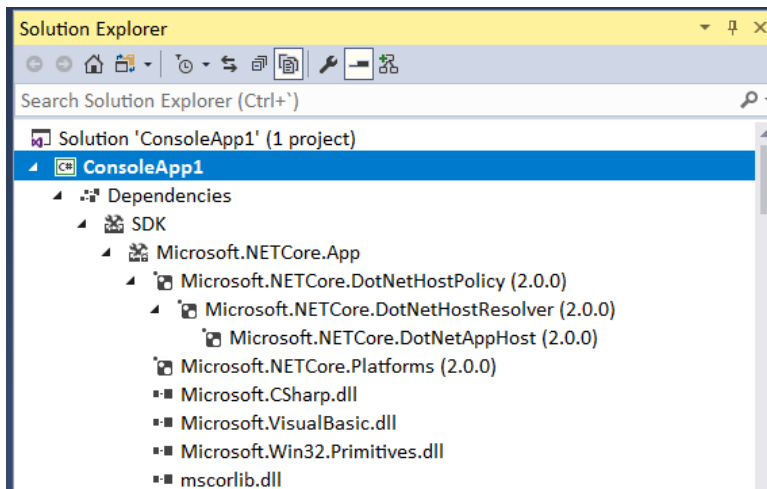 Solution Explorer
Search Solution Explorer (Ctrl+`)
Solution 'ConsoleApp1' (1 project)
C# ConsoleApp1
Dependencies
SDK
Microsoft.NETCore.App
Microsoft.NETCore.DotNetHostPolicy (2.0.0)
Microsoft.NETCore.DotNetHostResolver (2.0.0)
Microsoft.NETCore.DotNetAppHost (2.0.0)
Microsoft.NETCore.Platforms (2.0.0)
Microsoft.CSharp.dll
Microsoft.VisualBasic.dll
Microsoft.Win32.Primitives.dll
mscorlib.dll